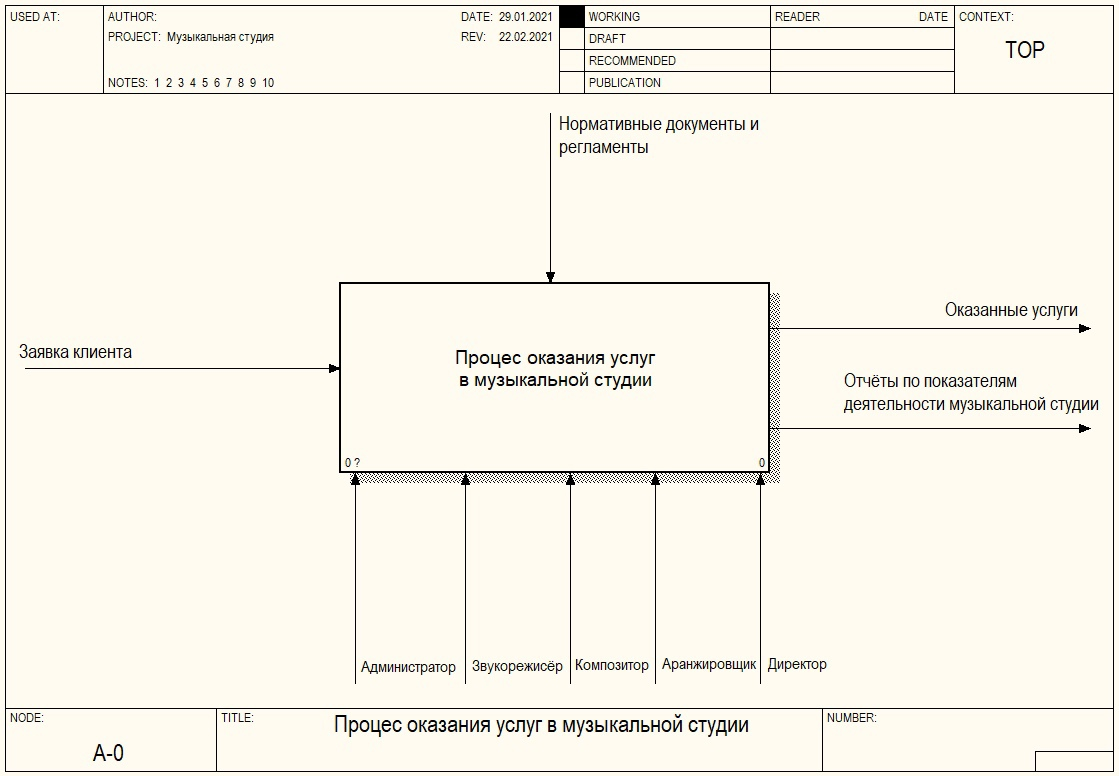 USED AT:
AUTHOR:
DATE: 29.01.2021
PROJECT: Музыкальная студия
REV: 22.02.2021
NOTES: 1 2 3 4 5 6 7 8 9 10
WORKING
DRAFT
RECOMMENDED
PUBLICATION
READER
DATE
CONTEXT:
TOP
Нормативные документы и
регламенты
Оказанные услуги
Заявка клиента
Процес оказания услуг
в музыкальной студии
Отчёты по показателям
деятельности музыкальной студии
0 ?
0
Администратор
Звукорежисёр
Композитор
Аранжировщик
Директор
NODE:
A-0
TITLE:
Процес оказания услуг в музыкальной студии
NUMBER: